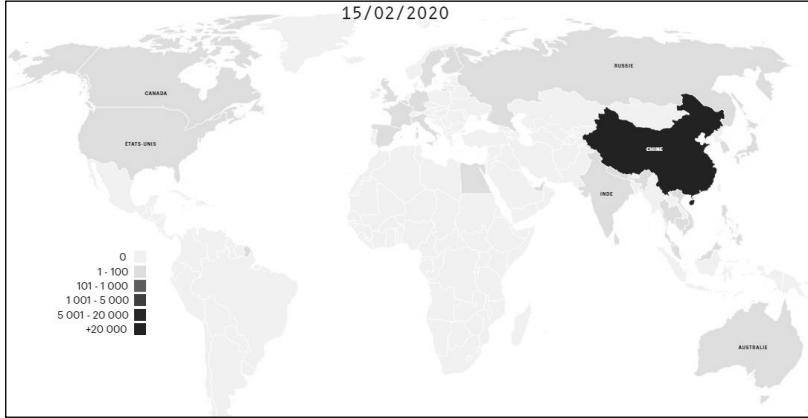 15/02/2020
RUSSIE
CANADA
ÉTATS-UNIS
CHINE
INDE
0
1 - 100
101 - 1 000
1 001 - 5 000
5 001 - 20 000
+20 000
AUSTRALIE